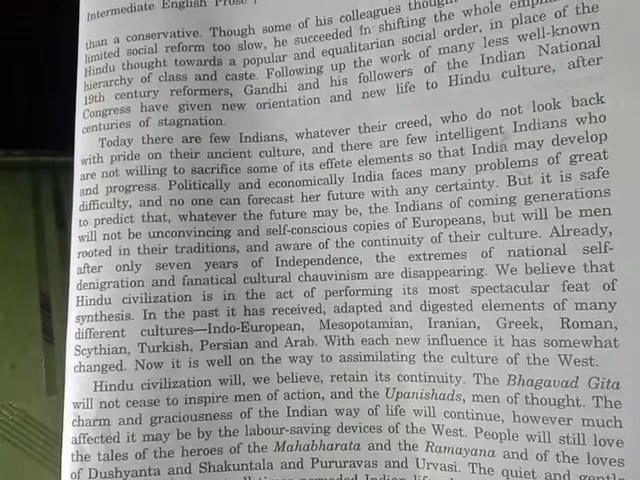 Intermediate English Prose
than a conservative. Though some of his colleagues thought
limited social reform too slow, he succeeded in shifting the whole
Hindu thought towards a popular and equalitarian social order, in place of the
hierarchy of class and caste. Following up the work of many less well-known
19th century reformers, Gandhi and his followers of the Indian National
Congress have given new orientation and new life to Hindu culture, after
centuries of stagnation.
Today there are few Indians, whatever their creed, who do not look back
with pride on their ancient culture, and there are few intelligent Indians who
are not willing to sacrifice some of its effete elements so that India may develop
and progress. Politically and economically India faces many problems of great
difficulty, and no one can forecast her future with any certainty. But it is safe
to predict that, whatever the future may be, the Indians of coming generations
will not be unconvincing and self-conscious copies of Europeans, but will be men
rooted in their traditions, and aware of the continuity of their culture. Already,
after only seven years of Independence, the extremes of national self-
denigration and fanatical cultural chauvinism are disappearing. We believe that
Hindu civilization is in the act of performing its most spectacular feat of
synthesis. In the past it has received, adapted and digested elements of many
different cultures—Indo-European, Mesopotamian, Iranian, Greek, Roman,
Scythian, Turkish, Persian and Arab. With each new influence it has somewhat
changed. Now it is well on the way to assimilating the culture of the West.
Hindu civilization will, we believe, retain its continuity. The Bhagavad Gita
will not cease to inspire men of action, and the Upanishads, men of thought. The
charm and graciousness of the Indian way of life will continue, however much
affected it may be by the labour-saving devices of the West. People will still love
the tales of the heroes of the Mahabharata and the Ramayana and of the loves
of Dushyanta and Shakuntala and Pururavas and Urvasi. The quiet and gentle